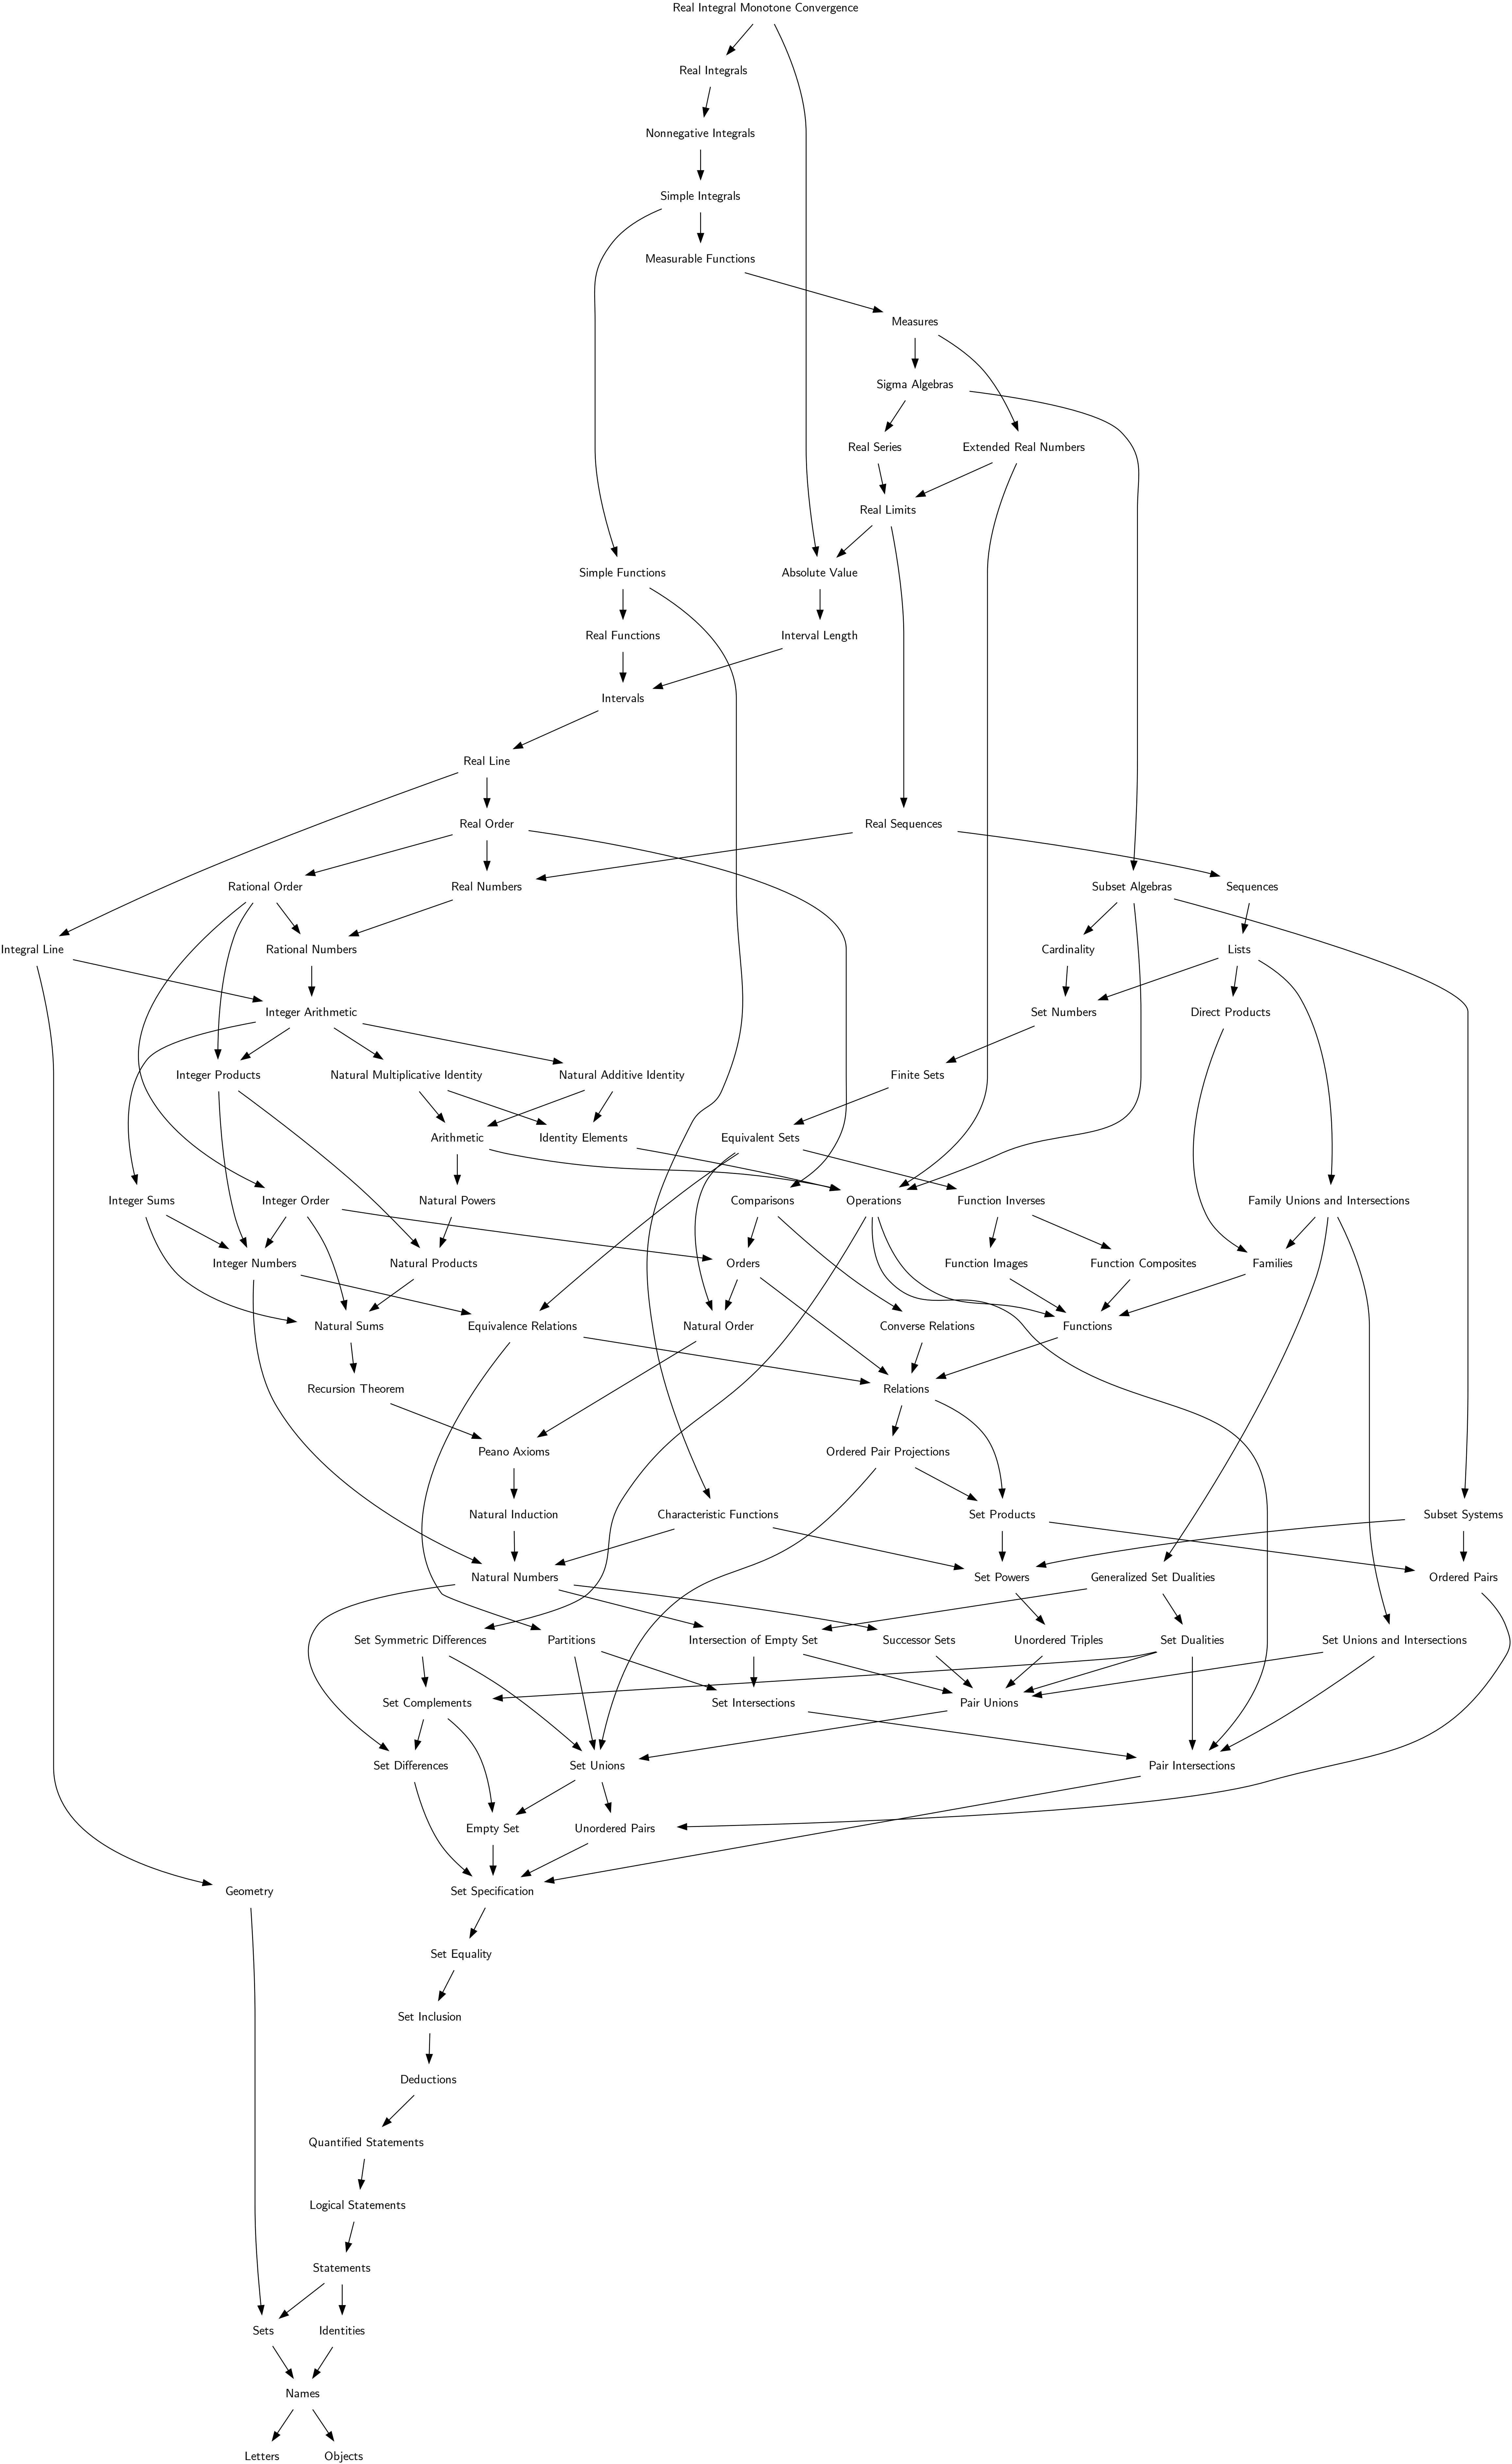 Real Integral Monotone Convergence
Real Integrals
Nonnegative Integrals
Simple Integrals
Measurable Functions
Measures
Sigma Algebras
Real Series
Extended Real Numbers
Real Limits
Simple Functions
Absolute Value
Real Functions
Interval Length
Intervals
Real Line
Real Order
Real Sequences
Rational Order
Real Numbers
Subset Algebras
Sequences
Integral Line
Rational Numbers
Cardinality
Lists
Integer Arithmetic
Set Numbers
Direct Products
Integer Products
Natural Multiplicative Identity
Natural Additive Identity
Finite Sets
Arithmetic
Identity Elements
Equivalent Sets
Integer Sums
Integer Order
Natural Powers
Comparisons
Operations
Function Inverses
Family Unions and Intersections
Integer Numbers
Natural Products
Orders
Function Images
Function Composites
Families
Natural Sums
Equivalence Relations
Natural Order
Converse Relations
Functions
Recursion Theorem
Relations
Peano Axioms
Ordered Pair Projections
Natural Induction
Characteristic Functions
Set Products
Subset Systems
Natural Numbers
Set Powers
Generalized Set Dualities
Ordered Pairs
Set Symmetric Differences
Partitions
Intersection of Empty Set
Successor Sets
Unordered Triples
Set Dualities
Set Unions and Intersections
Set Complements
Set Intersections
Pair Unions
Set Differences
Set Unions
Pair Intersections
Empty Set
Unordered Pairs
Geometry
Set Specification
Set Equality
Set Inclusion
Deductions
Quantified Statements
Logical Statements
Statements
Sets
Identities
Names
Letters
Objects